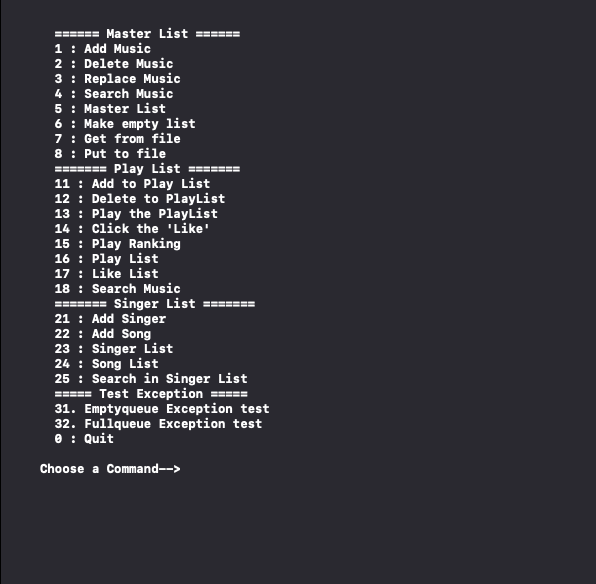 ====== Master List ======
1 : Add Music
2 : Delete Music
3 : Replace Music
4 : Search Music
5 : Master List
6 : Make empty list
7 : Get from file
8 : Put to file
======= Play List =======
11 : Add to Play List
12 : Delete to PlayList
13 : Play the PlayList
14 : Click the 'Like'
15 : Play Ranking
16 : Play List
17 : Like List
18 : Search Music
======= Singer List =======
21 : Add Singer
22 : Add Song
23 : Singer List
24 : Song List
25 : Search in Singer List
===== Test Exception =====
31. Emptyqueue Exception test
32. Fullqueue Exception test
0 : Quit
Choose a Command-->